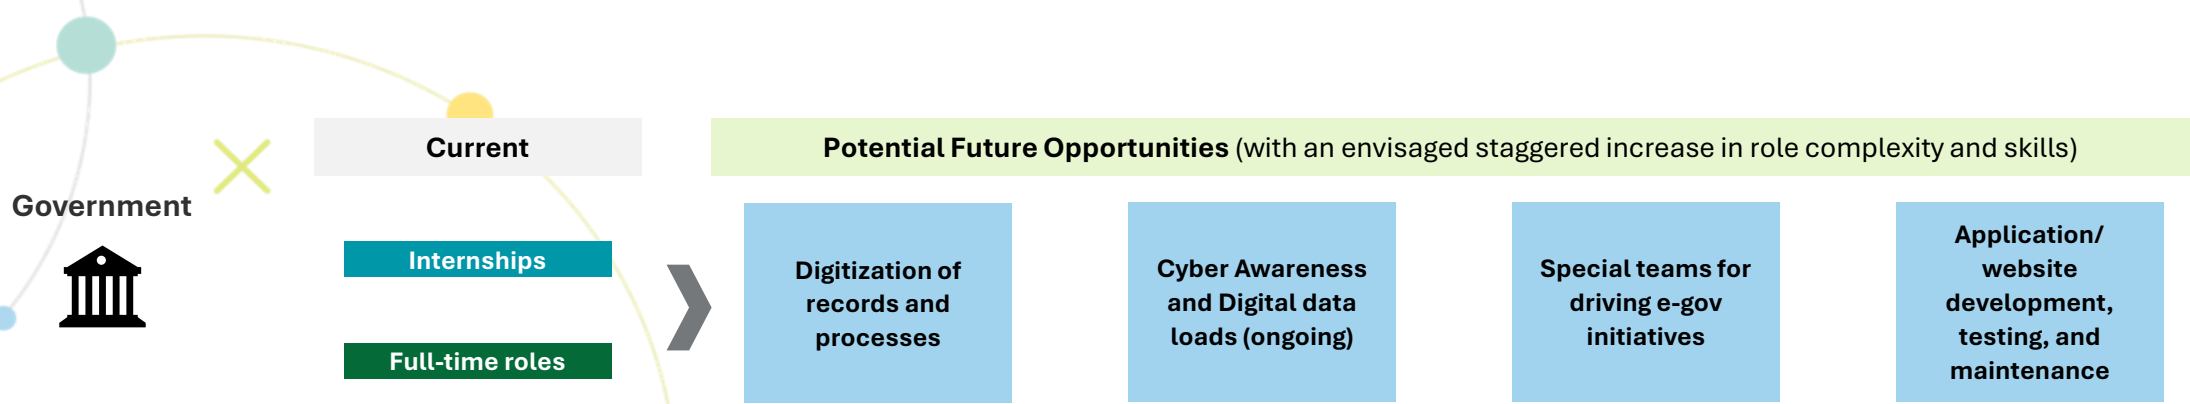 Government
Current
Internships
Full-time roles
Potential Future Opportunities (with an envisaged staggered increase in role complexity and skills)
Digitization of
records and
processes
Cyber Awareness
and Digital data
loads (ongoing)
Special teams for
driving e-gov
initiatives
Application/
website
development,
testing, and
maintenance